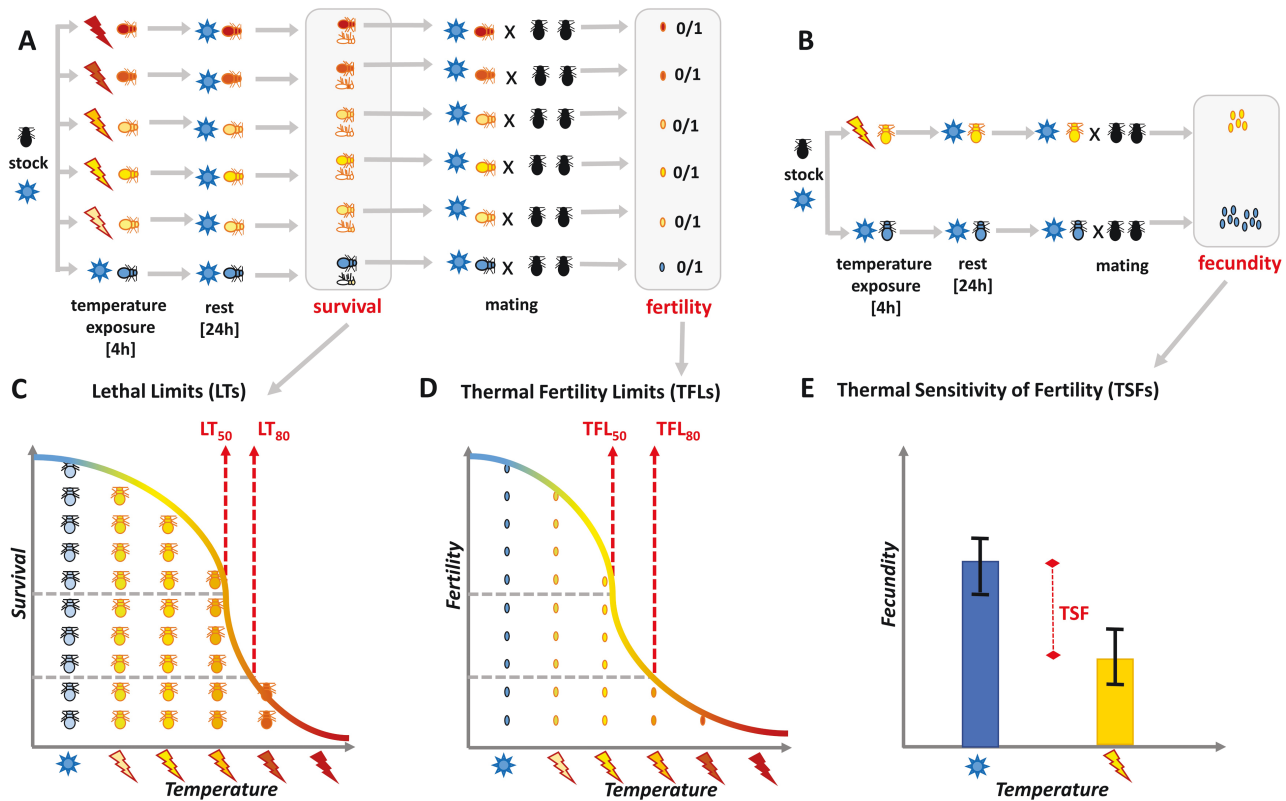 A
stock
X
0/1
X
0/1
X
0/1
X
0/1
X
0/1
X
0/1
temperature
exposure
[4h]
rest
[24h]
survival
mating
fertility
B
stock
X
X
temperature
exposure
[4h]
rest
[24h]
mating
fecundity
C
Lethal Limits (LTs)
LT50
LT80
Survival
Temperature
D
Thermal Fertility Limits (TFLs)
TFL50
TFL80
Fertility
Temperature
E
Thermal Sensitivity of Fertility (TSFs)
Fecundity
TSF
Temperature